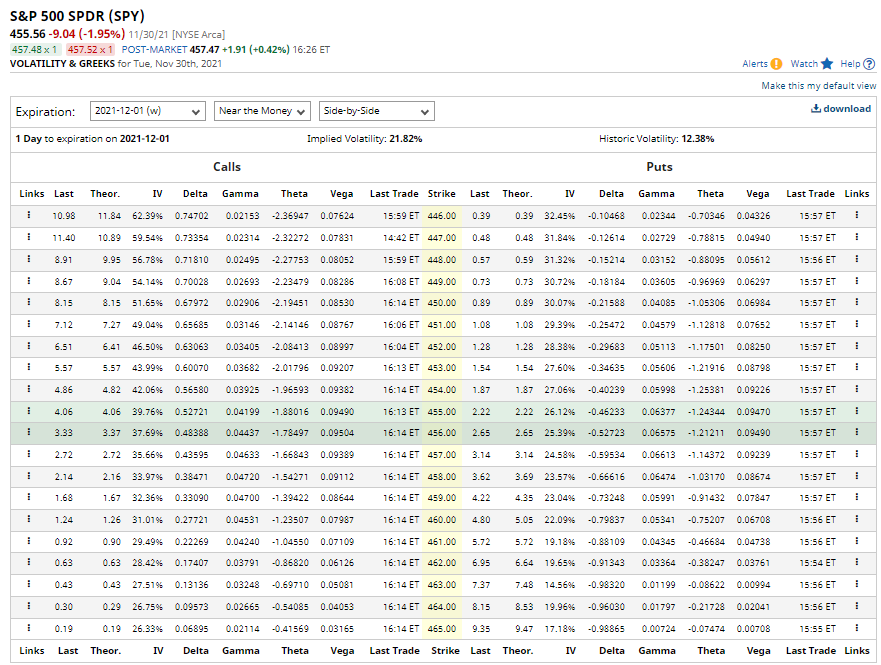 S&P 500 SPDR (SPY)
455.56 -9.04 (-1.95%) 11/30/21 [NYSE Arca]
457.48 x 1 457.52 x 1 POST-MARKET 457.47 +1.91 (+0.42%) 16:26 ET
VOLATILITY & GREEKS for Tue, Nov 30th, 2021 Alerts Watch Help
Make this my default view
Expiration: 2021-12-01 (w) Near the Money Side-by-Side download
1 Day to expiration on 2021-12-01 Implied Volatility: 21.82% Historic Volatility: 12.38%
Calls Puts
Links Last Theor. IV Delta Gamma Theta Vega Last Trade Strike Last Theor. IV Delta Gamma Theta Vega Last Trade Links
10.98 11.84 62.39% 0.74702 0.02153 -2.36947 0.07624 15:59 ET 446.00 0.39 0.39 32.45% -0.10468 0.02344 -0.70346 0.04326 15:57 ET
11.40 10.89 59.54% 0.73354 0.02314 -2.32272 0.07831 14:42 ET 447.00 0.48 0.48 31.84% -0.12614 0.02729 -0.78815 0.04940 15:57 ET
8.91 9.95 56.78% 0.71810 0.02495 -2.27753 0.08052 15:59 ET 448.00 0.57 0.59 31.32% -0.15214 0.03152 -0.88095 0.05612 15:56 ET
8.67 9.04 54.14% 0.70028 0.02693 -2.23479 0.08286 16:08 ET 449.00 0.73 0.73 30.72% -0.18184 0.03605 -0.96969 0.06297 15:57 ET
8.15 8.15 51.65% 0.67972 0.02906 -2.19451 0.08530 16:14 ET 450.00 0.89 0.89 30.07% -0.21588 0.04085 -1.05306 0.06984 15:57 ET
7.12 7.27 49.04% 0.65685 0.03146 -2.14146 0.08767 16:06 ET 451.00 1.08 1.08 29.39% -0.25472 0.04579 -1.12818 0.07652 15:57 ET
6.51 6.41 46.50% 0.63063 0.03405 -2.08413 0.08997 16:04 ET 452.00 1.28 1.28 28.38% -0.29683 0.05113 -1.17501 0.08250 15:57 ET
5.57 5.57 43.99% 0.60070 0.03682 -2.01796 0.09207 16:13 ET 453.00 1.54 1.54 27.60% -0.34635 0.05606 -1.21916 0.08798 15:57 ET
4.86 4.82 42.06% 0.56580 0.03925 -1.96593 0.09382 16:14 ET 454.00 1.87 1.87 27.06% -0.40239 0.05998 -1.25381 0.09226 15:57 ET
4.06 4.06 39.76% 0.52721 0.04199 -1.88016 0.09490 16:13 ET 455.00 2.22 2.22 26.12% -0.46233 0.06377 -1.24344 0.09470 15:57 ET
3.33 3.37 37.69% 0.48388 0.04437 -1.78497 0.09504 16:14 ET 456.00 2.65 2.65 25.39% -0.52723 0.06575 -1.21211 0.09490 15:57 ET
2.72 2.72 35.66% 0.43595 0.04633 -1.66843 0.09389 16:14 ET 457.00 3.14 3.14 24.58% -0.59534 0.06613 -1.14372 0.09239 15:57 ET
2.14 2.16 33.97% 0.38471 0.04720 -1.54271 0.09112 16:14 ET 458.00 3.62 3.69 23.57% -0.66616 0.06474 -1.03170 0.08674 15:57 ET
1.68 1.67 32.36% 0.33090 0.04700 -1.39422 0.08644 16:14 ET 459.00 4.22 4.35 23.04% -0.73248 0.05991 -0.91432 0.07847 15:57 ET
1.24 1.26 31.01% 0.27721 0.04531 -1.23507 0.07987 16:14 ET 460.00 4.80 5.05 22.09% -0.79837 0.05341 -0.75207 0.06708 15:56 ET
0.92 0.90 29.49% 0.22269 0.04240 -1.04550 0.07109 16:14 ET 461.00 5.72 5.72 19.18% -0.88109 0.04345 -0.46684 0.04738 15:56 ET
0.63 0.63 28.42% 0.17407 0.03791 -0.86820 0.06126 16:14 ET 462.00 6.95 6.64 19.65% -0.91343 0.03364 -0.38247 0.03761 15:54 ET
0.43 0.43 27.51% 0.13136 0.03248 -0.69710 0.05081 16:14 ET 463.00 7.37 7.48 14.56% -0.98320 0.01199 -0.08622 0.00994 15:56 ET
0.30 0.29 26.75% 0.09573 0.02665 -0.54085 0.04053 16:14 ET 464.00 8.15 8.53 19.96% -0.96030 0.01797 -0.21728 0.02041 15:56 ET
0.19 0.19 26.33% 0.06895 0.02114 -0.41569 0.03165 16:14 ET 465.00 9.35 9.47 17.18% -0.98865 0.00724 -0.07474 0.00708 15:55 ET
Links Last Theor. IV Delta Gamma Theta Vega Last Trade Strike Last Theor. IV Delta Gamma Theta Vega Last Trade Links